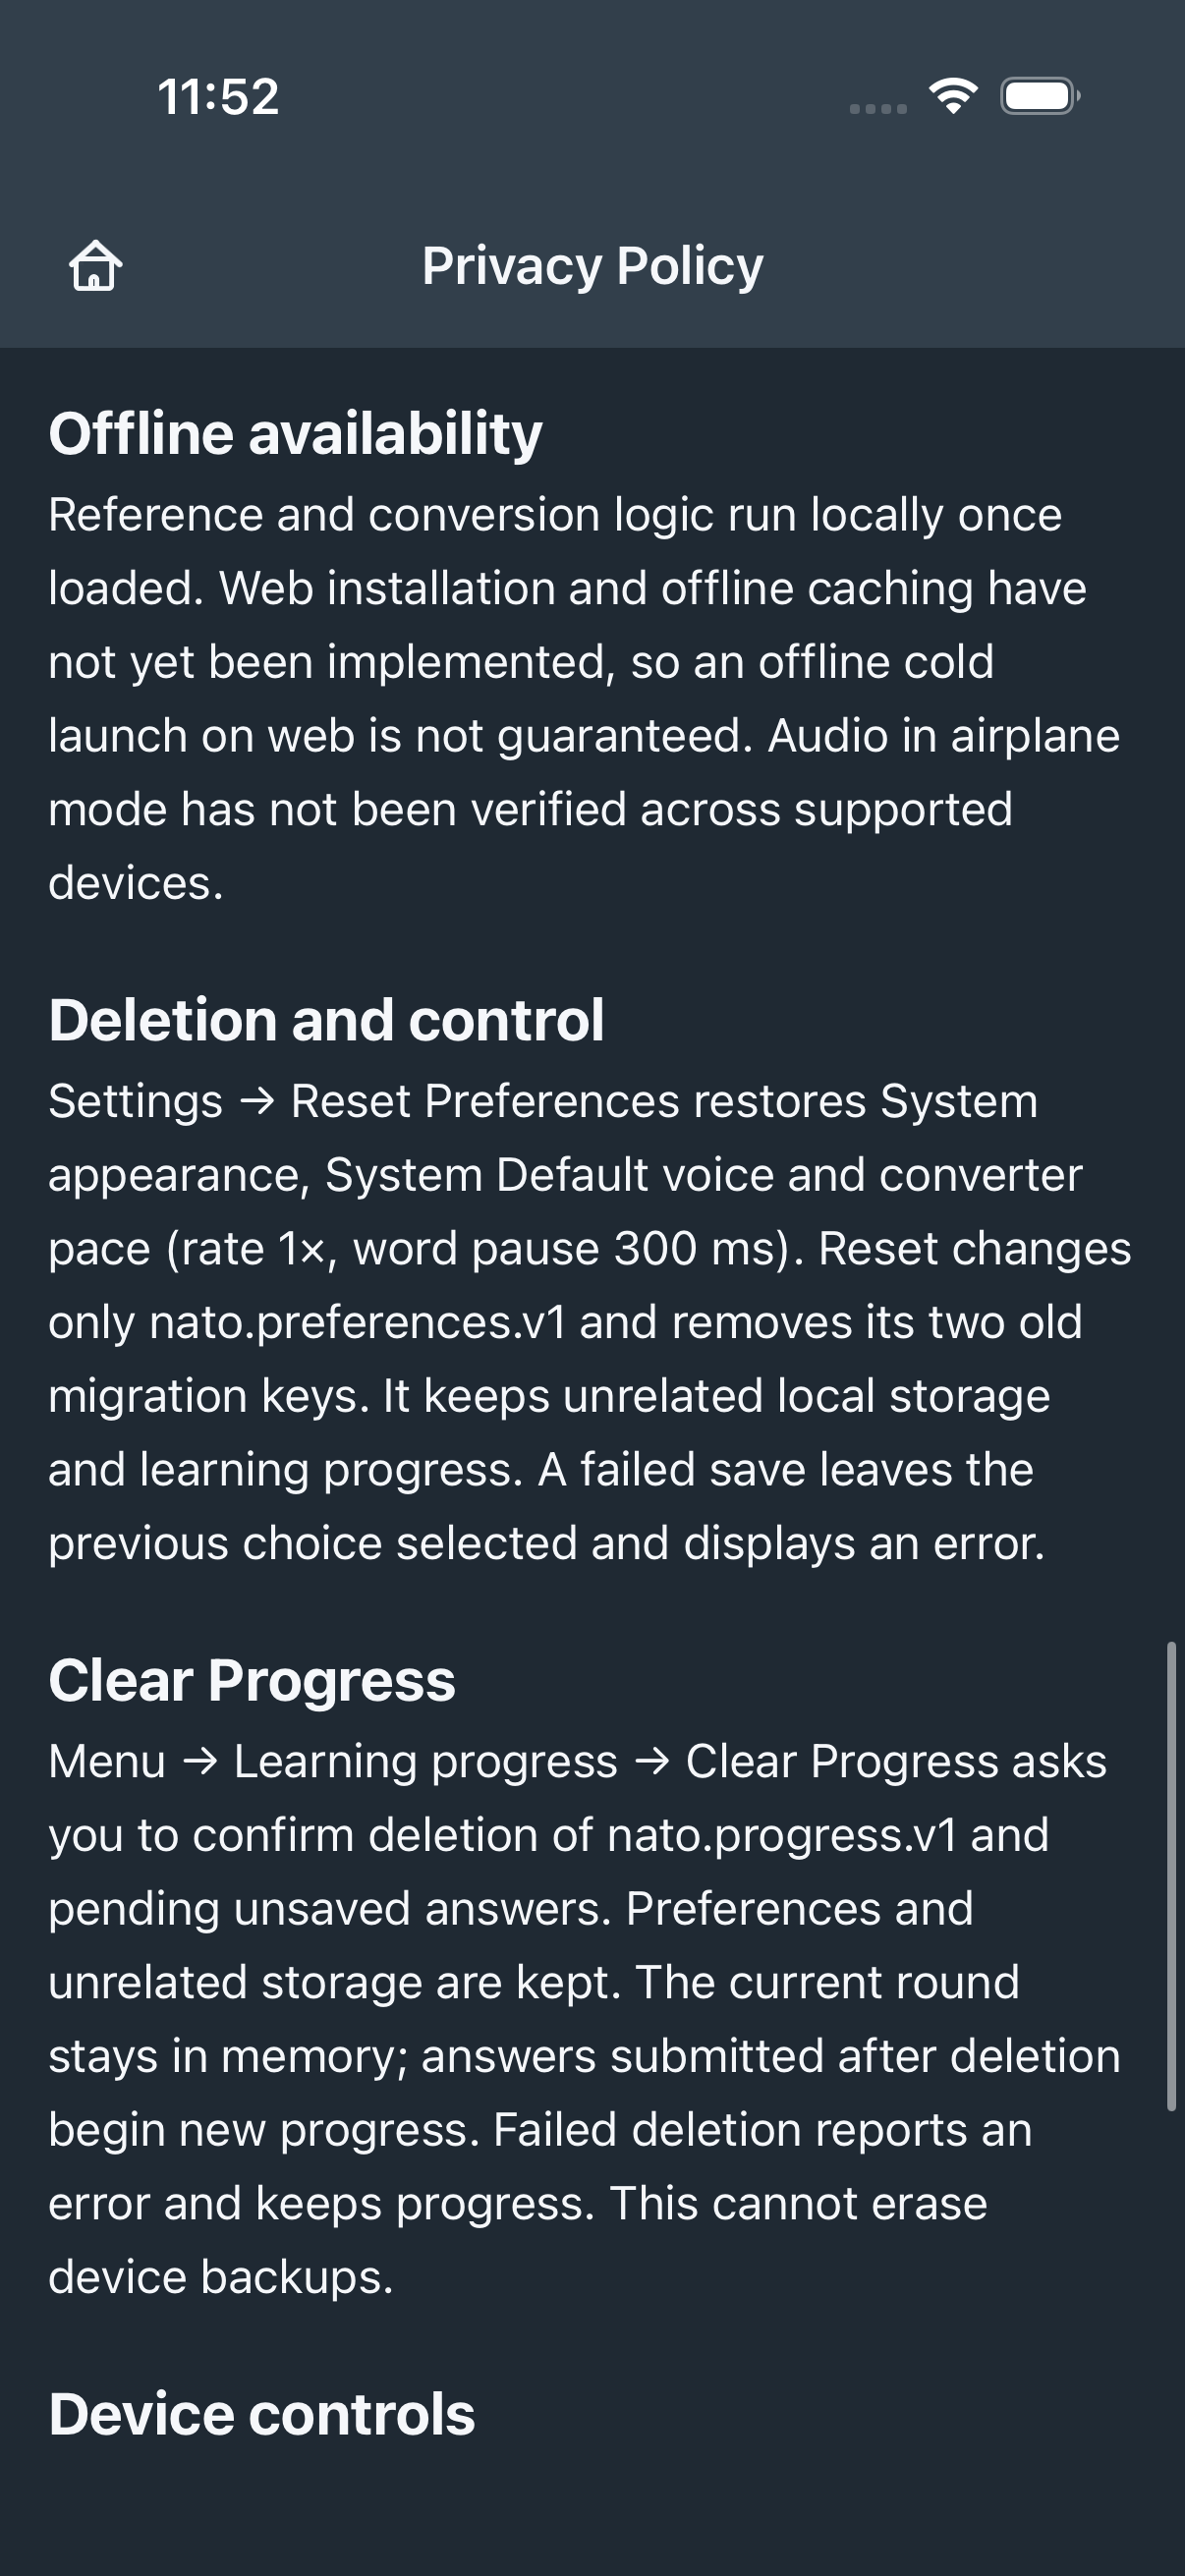 11:52
Privacy Policy
Offline availability
Reference and conversion logic run locally once
loaded. Web installation and offline caching have
not yet been implemented, so an offline cold
launch on web is not guaranteed. Audio in airplane
mode has not been verified across supported
devices.
Deletion and control
Settings → Reset Preferences restores System
appearance, System Default voice and converter
pace (rate 1×, word pause 300 ms). Reset changes
only nato.preferences.v1 and removes its two old
migration keys. It keeps unrelated local storage
and learning progress. A failed save leaves the
previous choice selected and displays an error.
Clear Progress
Menu → Learning progress → Clear Progress asks
you to confirm deletion of nato.progress.v1 and
pending unsaved answers. Preferences and
unrelated storage are kept. The current round
stays in memory; answers submitted after deletion
begin new progress. Failed deletion reports an
error and keeps progress. This cannot erase
device backups.
Device controls